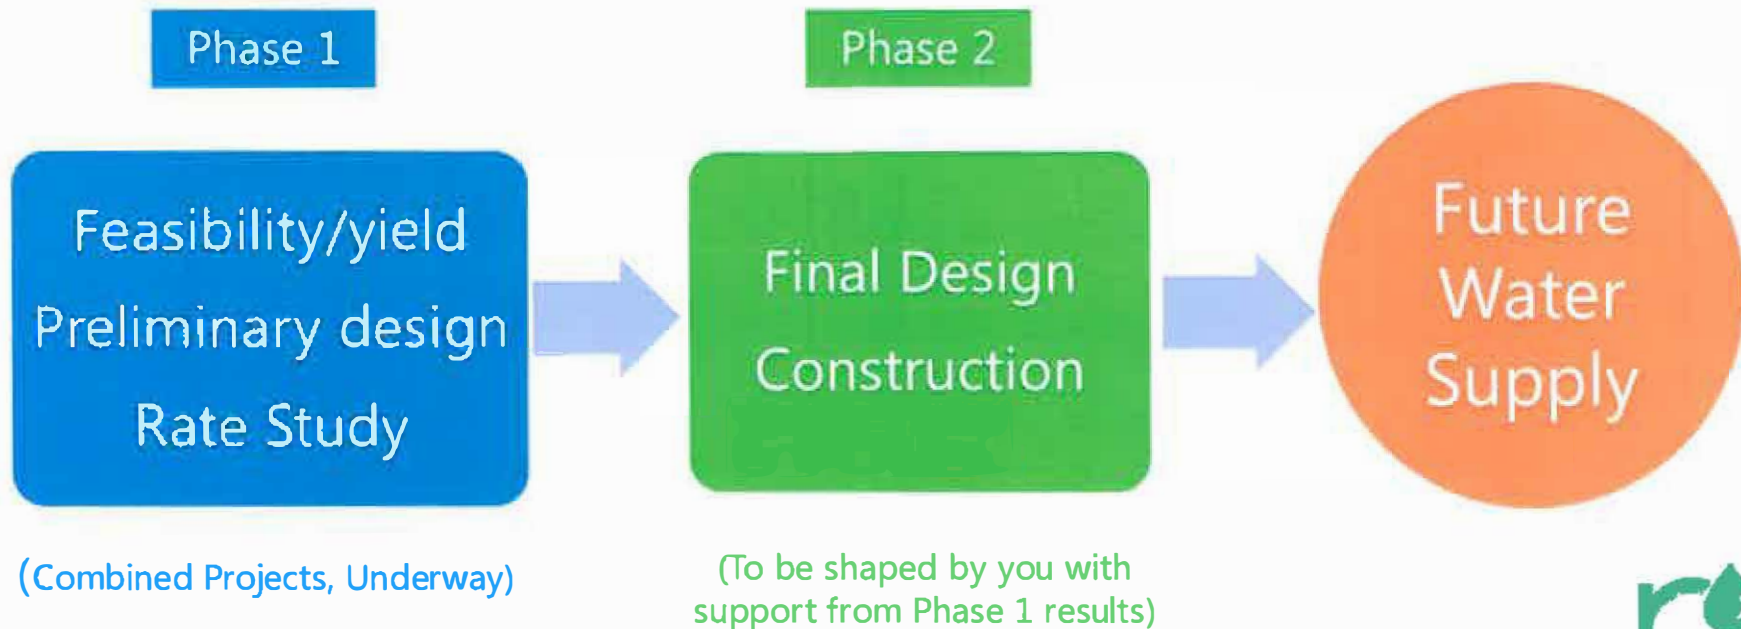 Phase 1
Feasibility/yield
Preliminary design
Rate Study
(Combined Projects, Underway)
Phase 2
Final Design
Construction
(To be shaped by you with
support from Phase 1 results)
Future
Water
Supply